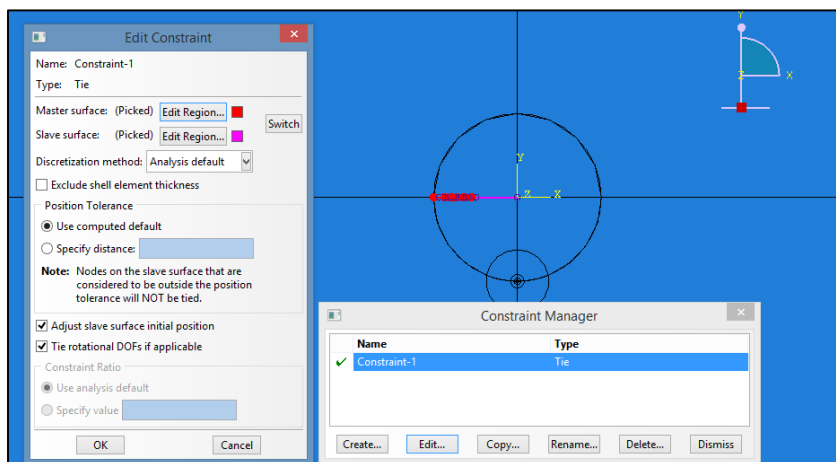 Edit Constraint
Name: Constraint-1
Type: Tie
Master surface: (Picked) Edit Region...
Slave surface: (Picked) Edit Region...
Switch
Discretization method: Analysis default
Exclude shell element thickness
Position Tolerance
Use computed default
Specify distance:
Note: Nodes on the slave surface that are
considered to be outside the position
tolerance will NOT be tied.
Adjust slave surface initial position
Tie rotational DOFs if applicable
Constraint Ratio
Use analysis default
Specify value
OK Cancel
Y
Z X
Y
Z X
Constraint Manager
Name Type
Constraint-1 Tie
Create... Edit... Copy... Rename... Delete... Dismiss